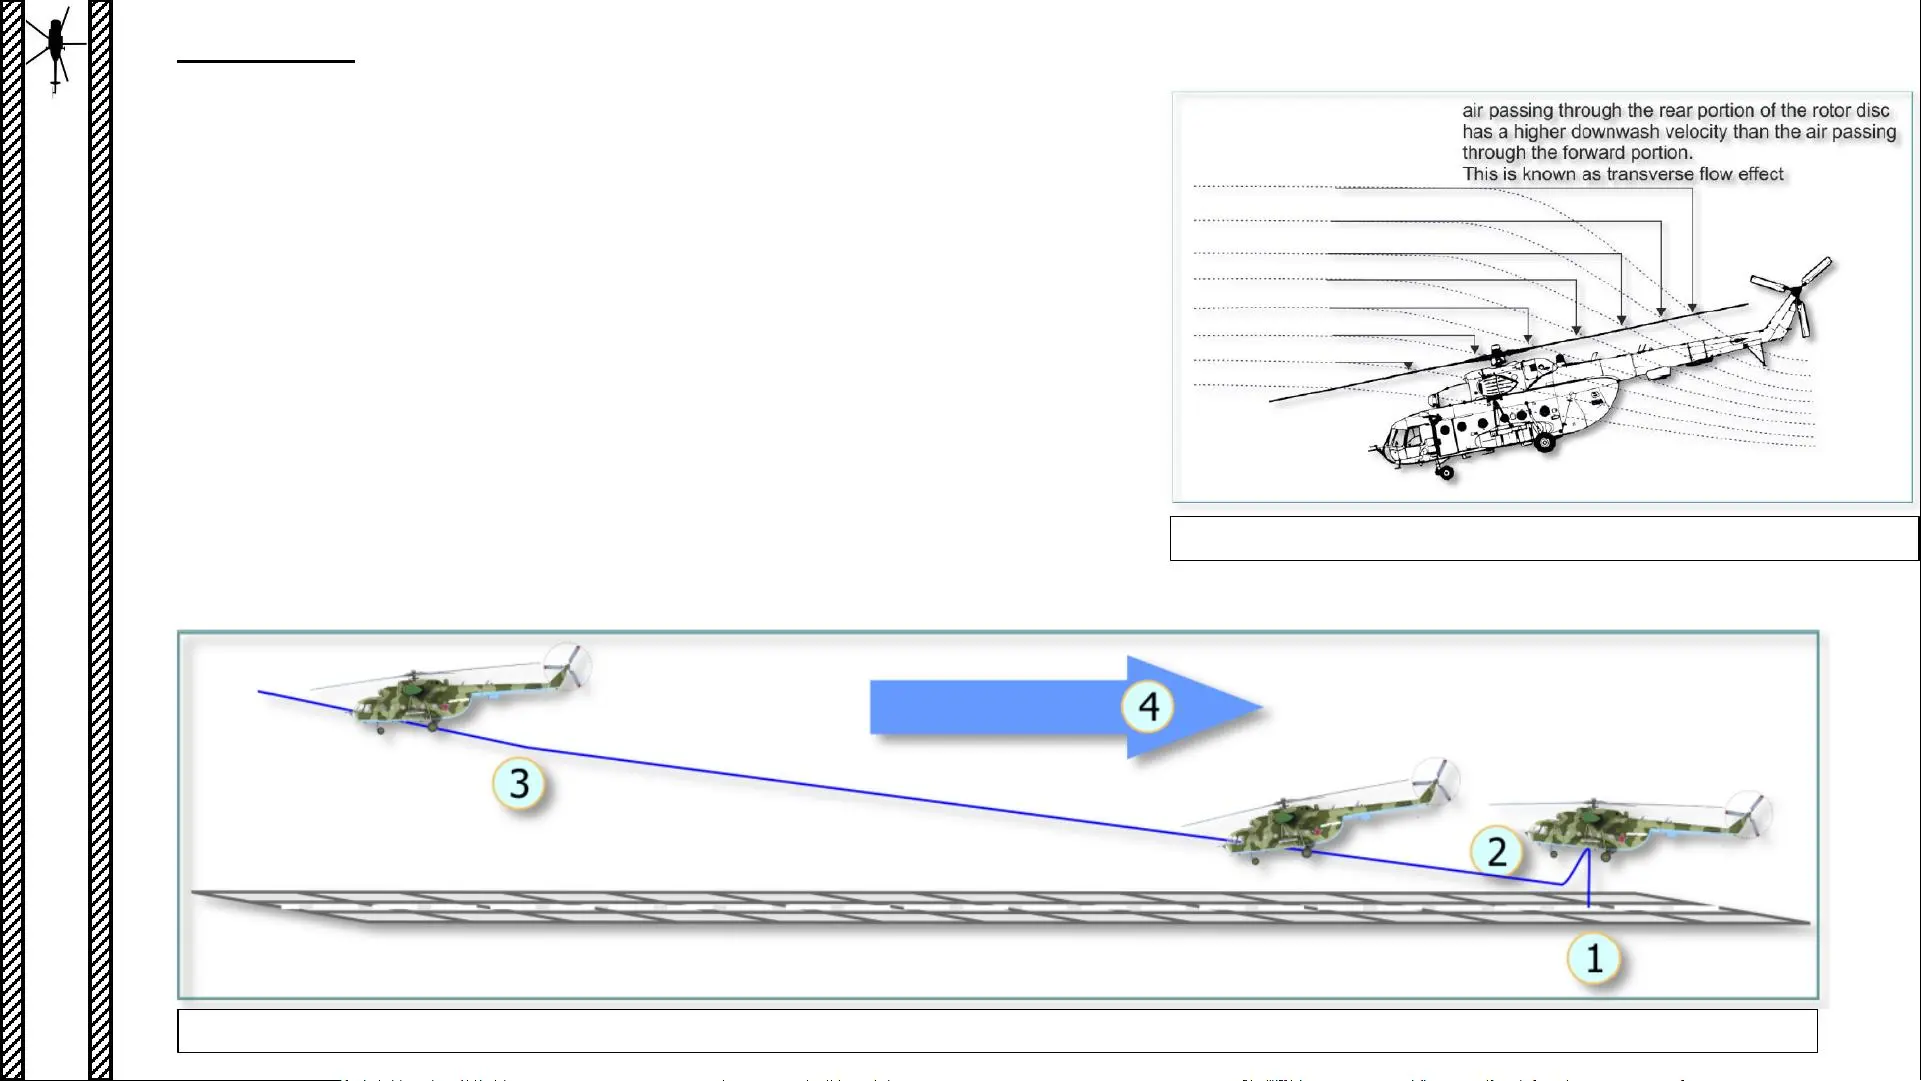 air passing through the rear portion of the rotor disc
has a higher downwash velocity than the air passing
through the forward portion.
This is known as transverse flow effect
4
3
2
1